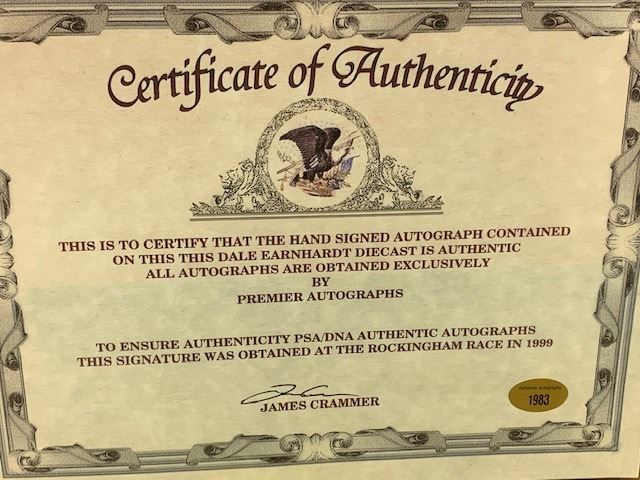 Certificate of Authenticity
THIS IS TO CERTIFY THAT THE HAND SIGNED AUTOGRAPH CONTAINED
ON THIS THIS DALE EARNHARDT DIECAST IS AUTHENTIC
ALL AUTOGRAPHS ARE OBTAINED EXCLUSIVELY
BY
PREMIER AUTOGRAPHS
TO ENSURE AUTHENTICITY PSA/DNA AUTHENTIC AUTOGRAPHS
THIS SIGNATURE WAS OBTAINED AT THE ROCKINGHAM RACE IN 1999
JAMES CRAMMER
Authentic Autographs
1983